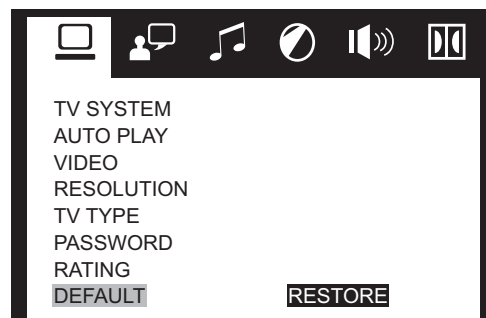 TV SYSTEM
AUTO PLAY
VIDEO
RESOLUTION
TV TYPE
PASSWORD
RATING
DEFAULT RESTORE